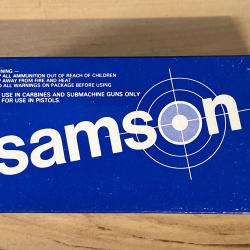 NING —
ALL AMMUNITION OUT OF REACH OF CHILDREN
AWAY FROM FIRE AND HEAT
ALL WARNINGS ON PACKAGE BEFORE USING
USE IN CARBINES AND SUBMACHINE GUNS ONLY
FOR USE IN PISTOLS.
samson